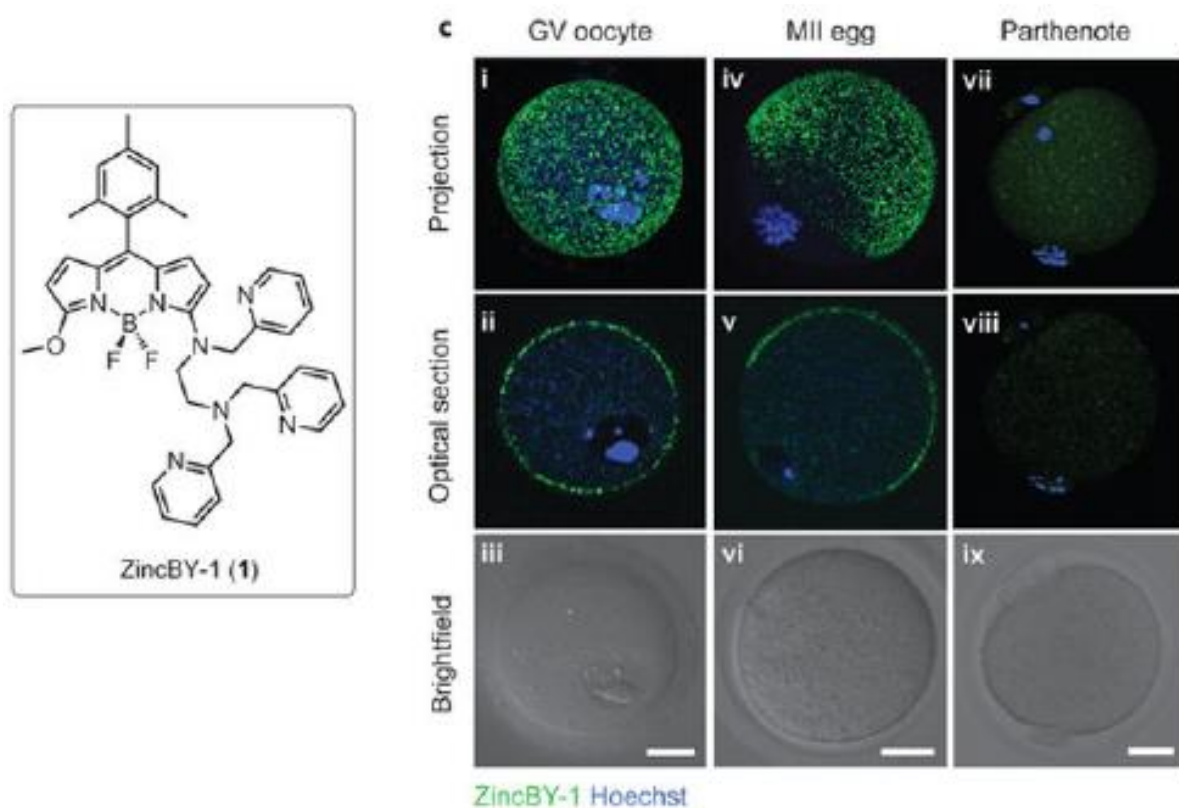 c
GV oocyte
MII egg
Parthenote
Projection
i
iv
vii
Optical section
ii
v
viii
Brightfield
iii
vi
ix
N
N
B
N
O
F
F
N
N
N
N
ZincBY-1 (1)
ZincBY-1 Hoechst